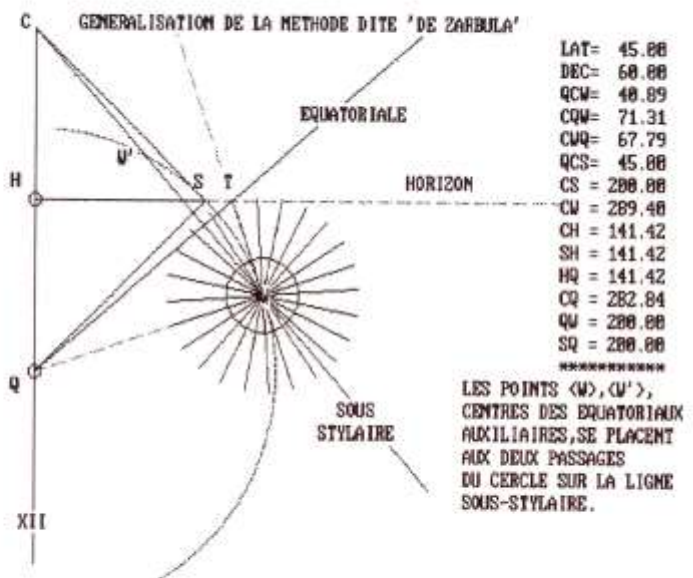 C
GENERALISATION DE LA METHODE DITE 'DE ZARBULA'
LAT= 45.00
DEC= 60.00
QCW= 40.89
CQW= 71.31
CWQ= 67.79
QCS= 45.00
CS = 200.00
CW = 289.40
CH = 141.42
SH = 141.42
HQ = 141.42
CQ = 282.84
QW = 200.00
SQ = 200.00
***********
EQUATORIALE
W'
H
S
T
HORIZON
W
Q
SOUS
STYLAIRE
LES POINTS <W>,<W'>,
CENTRES DES EQUATORIAUX
AUXILIAIRES,SE PLACENT
AUX DEUX PASSAGES
DU CERCLE SUR LA LIGNE
SOUS-STYLAIRE.
XII